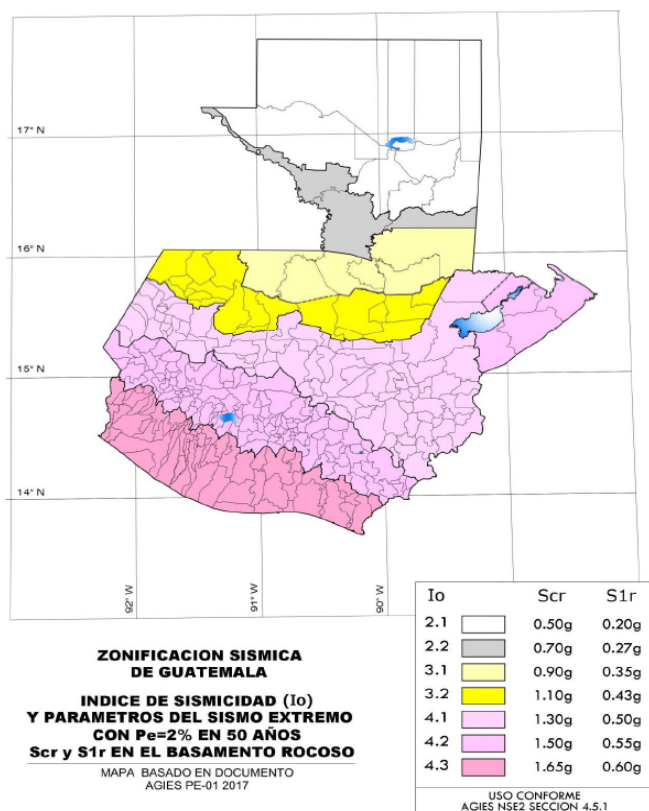 17° N
16° N
15° N
14° N
92° W
91° W
90° W
Io Scr S1r
2.1 0.50g 0.20g
2.2 0.70g 0.27g
3.1 0.90g 0.35g
3.2 1.10g 0.43g
4.1 1.30g 0.50g
4.2 1.50g 0.55g
4.3 1.65g 0.60g
USO CONFORME
AGIES NSE2 SECCION 4.5.1
ZONIFICACION SISMICA
DE GUATEMALA
INDICE DE SISMICIDAD (Io)
Y PARAMETROS DEL SISMO EXTREMO
CON Pe=2% EN 50 AÑOS
Scr y S1r EN EL BASAMENTO ROCOSO
MAPA BASADO EN DOCUMENTO
AGIES PE-01 2017